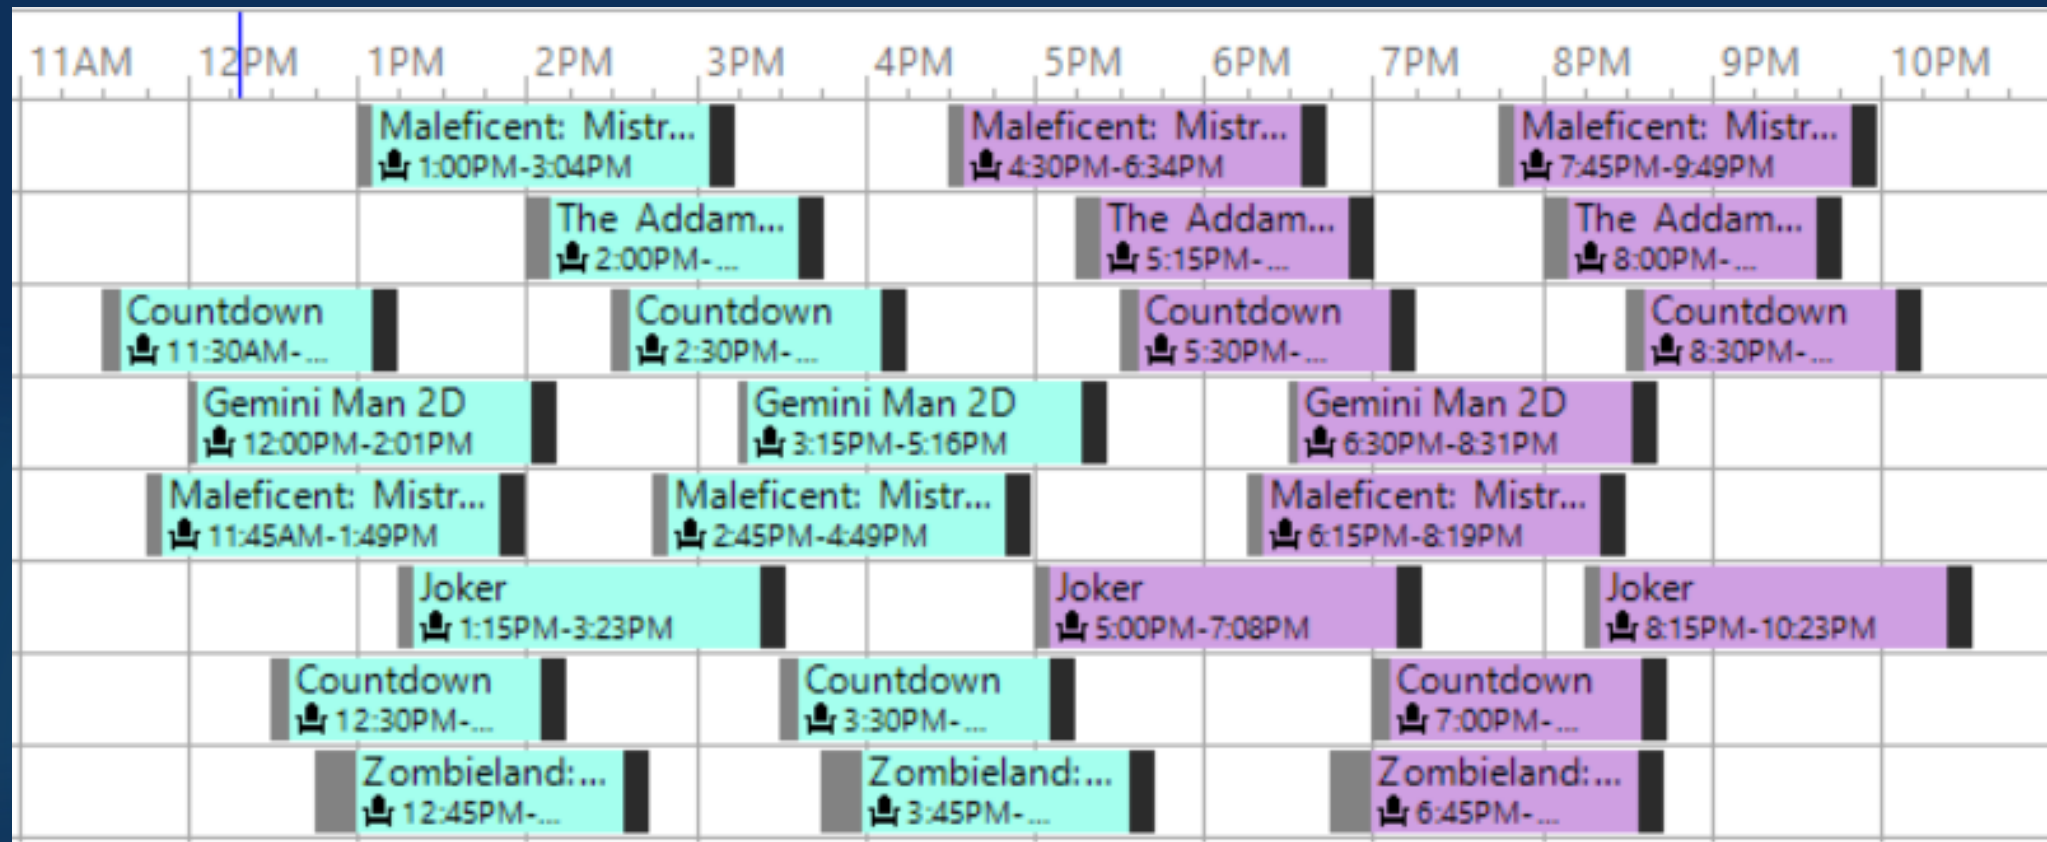 11AM 12PM 1PM 2PM 3PM 4PM 5PM 6PM 7PM 8PM 9PM 10PM
Maleficent: Mistr... Maleficent: Mistr... Maleficent: Mistr...
1:00PM-3:04PM 4:30PM-6:34PM 7:45PM-9:49PM
The Addam... The Addam... The Addam...
2:00PM-... 5:15PM-... 8:00PM-...
Countdown Countdown Countdown Countdown
11:30AM-... 2:30PM-... 5:30PM-... 8:30PM-...
Gemini Man 2D Gemini Man 2D Gemini Man 2D
12:00PM-2:01PM 3:15PM-5:16PM 6:30PM-8:31PM
Maleficent: Mistr... Maleficent: Mistr... Maleficent: Mistr...
11:45AM-1:49PM 2:45PM-4:49PM 6:15PM-8:19PM
Joker Joker Joker
1:15PM-3:23PM 5:00PM-7:08PM 8:15PM-10:23PM
Countdown Countdown Countdown
12:30PM-... 3:30PM-... 7:00PM-...
Zombieland:... Zombieland:... Zombieland:...
12:45PM-... 3:45PM-... 6:45PM-...